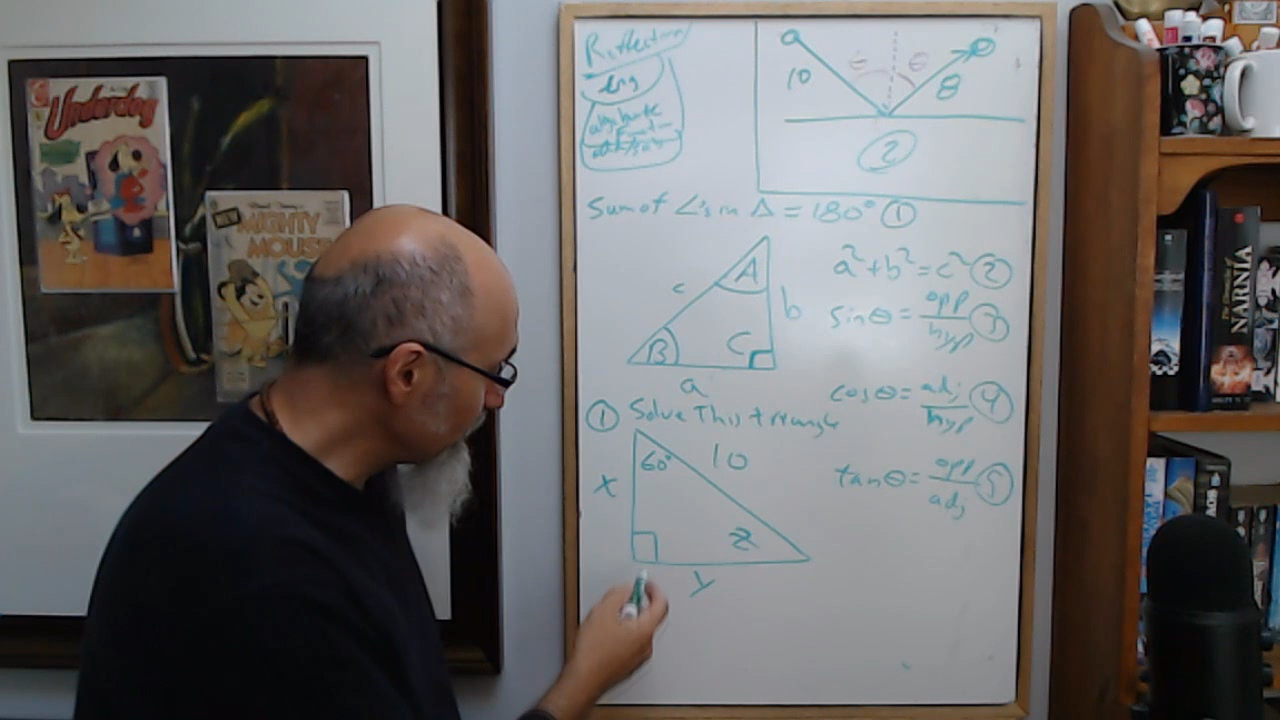 Underdog
NEW
MIGHTY
MOUSE
Reflection
10
θ
8
2
Sum of ∠'s in Δ = 180° ①
A
B
C
c
b
a
a² + b² = c² ②
sinθ = opp/hyp ③
cosθ = adj/hyp ④
tanθ = opp/adj ⑤
① Solve This triangle
60°
10
x
z
y
NARNIA